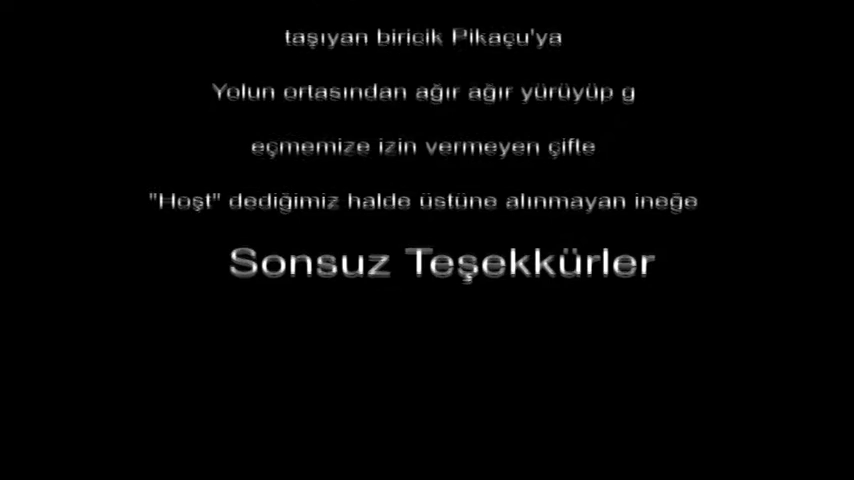 taşıyan biricik Pikaçu'ya
Yolun ortasından ağır ağır yürüyüp g
eçmemize izin vermeyen çifte
"Hoşt" dediğimiz halde üstüne alınmayan ineğe
Sonsuz Teşekkürler